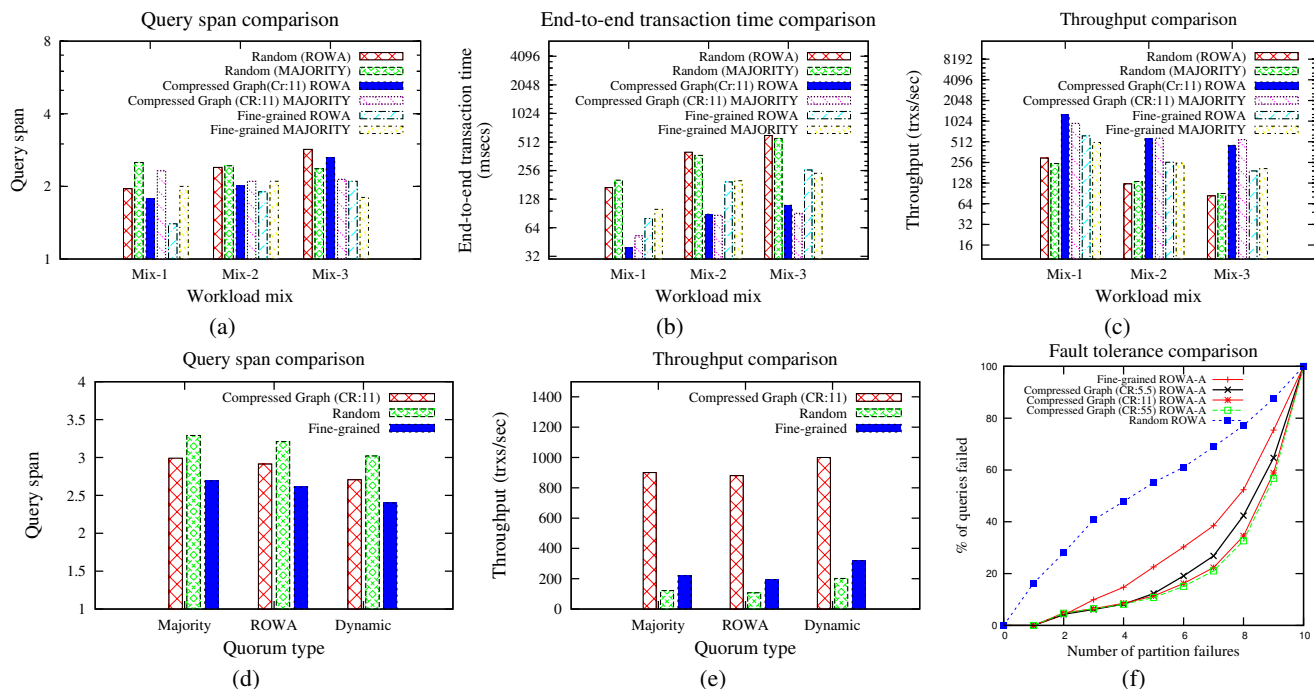 Query span comparison
8
4
2
1
Query span
Random (ROWA)
Random (MAJORITY)
Compressed Graph(Cr:11) ROWA
Compressed Graph (CR:11) MAJORITY
Fine-grained ROWA
Fine-grained MAJORITY
Mix-1 Mix-2 Mix-3
Workload mix
(a)
End-to-end transaction time comparison
4096
2048
1024
512
256
128
64
32
End-to-end transaction time
(msecs)
Random (ROWA)
Random (MAJORITY)
Compressed Graph(Cr:11) ROWA
Compressed Graph (CR:11) MAJORITY
Fine-grained ROWA
Fine-grained MAJORITY
Mix-1 Mix-2 Mix-3
Workload mix
(b)
Throughput comparison
8192
4096
2048
1024
512
256
128
64
32
16
Throughput (trxs/sec)
Random (ROWA)
Random (MAJORITY)
Compressed Graph(Cr:11) ROWA
Compressed Graph (CR:11) MAJORITY
Fine-grained ROWA
Fine-grained MAJORITY
Mix-1 Mix-2 Mix-3
Workload mix
(c)
Query span comparison
4
3.5
3
2.5
2
1.5
1
Query span
Compressed Graph (CR:11)
Random
Fine-grained
Majority ROWA Dynamic
Quorum type
(d)
Throughput comparison
1400
1200
1000
800
600
400
200
0
Throughput (trxs/sec)
Compressed Graph (CR:11)
Random
Fine-grained
Majority ROWA Dynamic
Quorum type
(e)
Fault tolerance comparison
100
80
60
40
20
0
% of queries failed
Fine-grained ROWA-A
Compressed Graph (CR:5.5) ROWA-A
Compressed Graph (CR:11) ROWA-A
Compressed Graph (CR:55) ROWA-A
Random ROWA
0 2 4 6 8 10
Number of partition failures
(f)